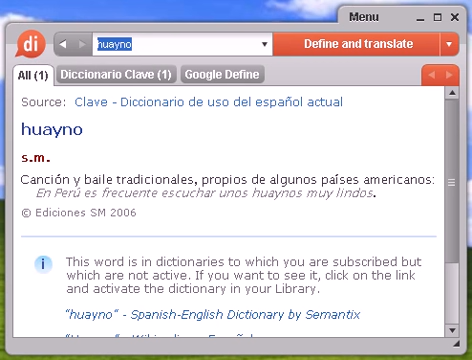 Menu
di
huayno
Define and translate
All (1)
Diccionario Clave (1)
Google Define
Source: Clave - Diccionario de uso del español actual
huayno
s.m.
Canción y baile tradicionales, propios de algunos países americanos:
En Perú es frecuente escuchar unos huaynos muy lindos.
© Ediciones SM 2006
i
This word is in dictionaries to which you are subscribed but
which are not active. If you want to see it, click on the link
and activate the dictionary in your Library.
"huayno" - Spanish-English Dictionary by Semantix